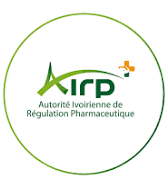 AIRP
Autorité Ivoirienne de
Régulation Pharmaceutique